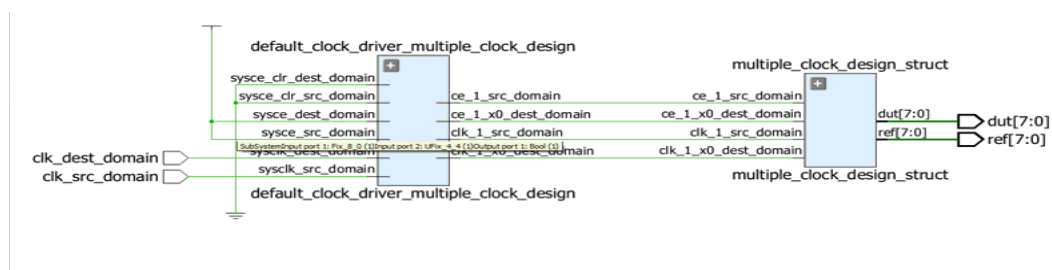 default_clock_driver_multiple_clock_design
multiple_clock_design_struct
sysce_clr_dest_domain
sysce_clr_src_domain
ce_1_src_domain
ce_1_src_domain
sysce_dest_domain
ce_1_x0_dest_domain
ce_1_x0_dest_domain
dut[7:0]
dut[7:0]
sysce_src_domain
clk_1_src_domain
clk_1_src_domain
ref[7:0]
ref[7:0]
SubSystemInput port 1: Fix_8_0 (1)Input port 2: UFix_4_4 (1)Output port 1: Bool (1)
clk_dest_domain
sysclk_dest_domain
clk_1_x0_dest_domain
clk_1_x0_dest_domain
clk_src_domain
sysclk_src_domain
multiple_clock_design_struct
default_clock_driver_multiple_clock_design